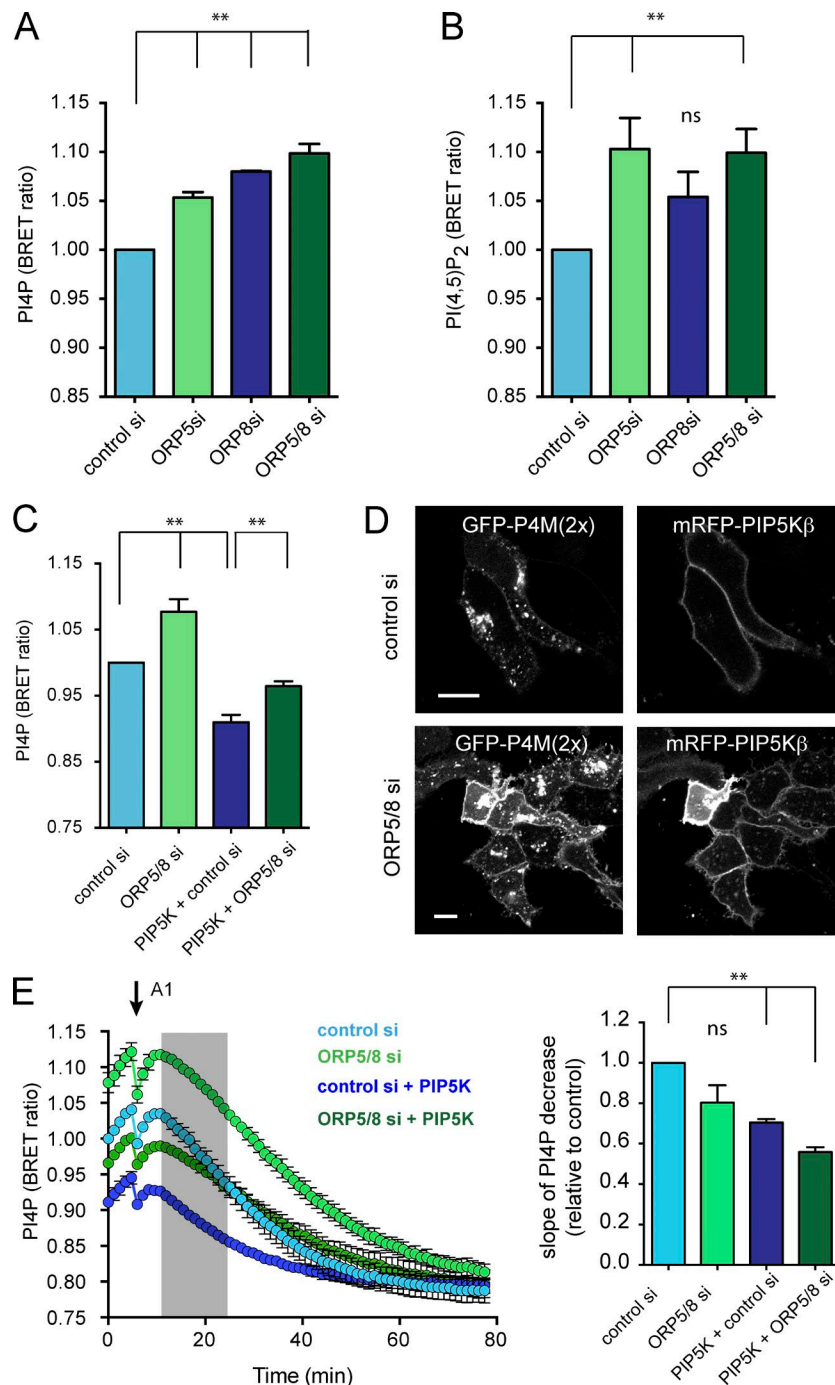 A
**
PI4P (BRET ratio)
1.15
1.10
1.05
1.00
0.95
0.90
0.85
control si
ORP5si
ORP8si
ORP5/8 si
B
**
ns
PI(4,5)P2 (BRET ratio)
1.15
1.10
1.05
1.00
0.95
0.90
0.85
control si
ORP5si
ORP8si
ORP5/8 si
C
** **
PI4P (BRET ratio)
1.15
1.05
0.95
0.85
0.75
control si
ORP5/8 si
PIP5K + control si
PIP5K + ORP5/8 si
D
GFP-P4M(2x) mRFP-PIP5Kβ
control si
GFP-P4M(2x) mRFP-PIP5Kβ
ORP5/8 si
E
A1
control si
ORP5/8 si
control si + PIP5K
ORP5/8 si + PIP5K
PI4P (BRET ratio)
1.15
1.10
1.05
1.00
0.95
0.90
0.85
0.80
0.75
0 20 40 60 80
Time (min)
**
ns
slope of PI4P decrease
(relative to control)
1.2
1.0
0.8
0.6
0.4
0.2
0.0
control si
ORP5/8 si
PIP5K + control si
PIP5K + ORP5/8 si